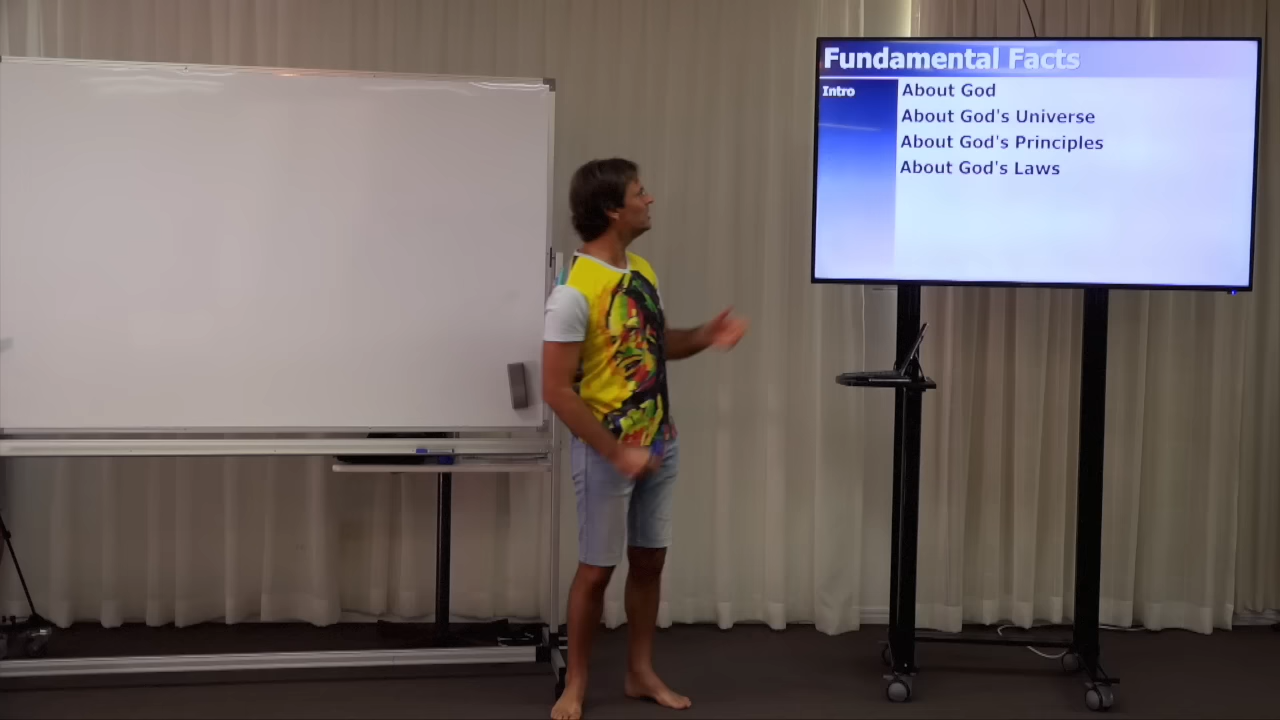 Fundamental Facts
Intro
About God
About God's Universe
About God's Principles
About God's Laws